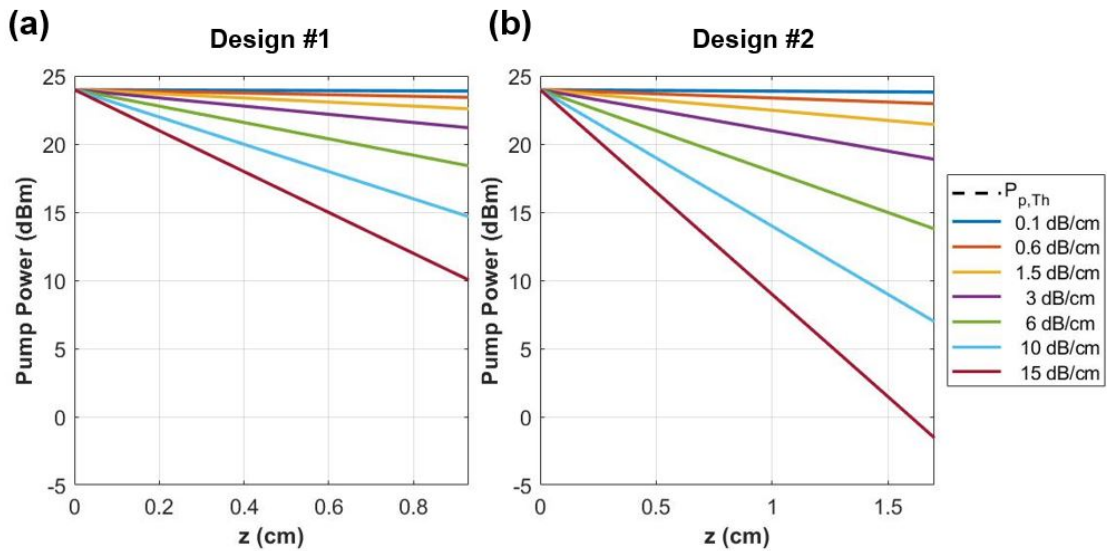 (a)
Design #1
25
20
15
10
5
0
-5
Pump Power (dBm)
0 0.2 0.4 0.6 0.8
z (cm)
(b)
Design #2
25
20
15
10
5
0
-5
Pump Power (dBm)
0 0.5 1 1.5
z (cm)
Pp,Th
0.1 dB/cm
0.6 dB/cm
1.5 dB/cm
3 dB/cm
6 dB/cm
10 dB/cm
15 dB/cm